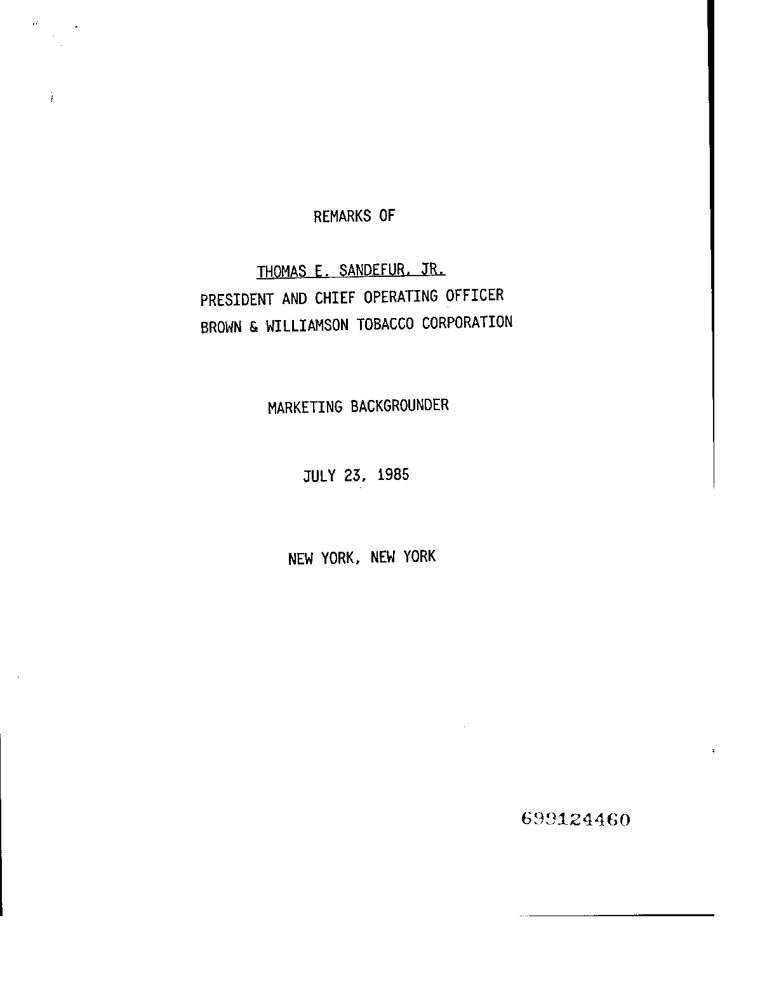 REMARKS OF
THOMAS E. SANDEFUR, JR.
PRESIDENT AND CHIEF OPERATING OFFICER
BROWN & WILLIAMSON TOBACCO CORPORATION
MARKETING BACKGROUNDER
JULY 23, 1985
NEW YORK, NEW YORK
699124460